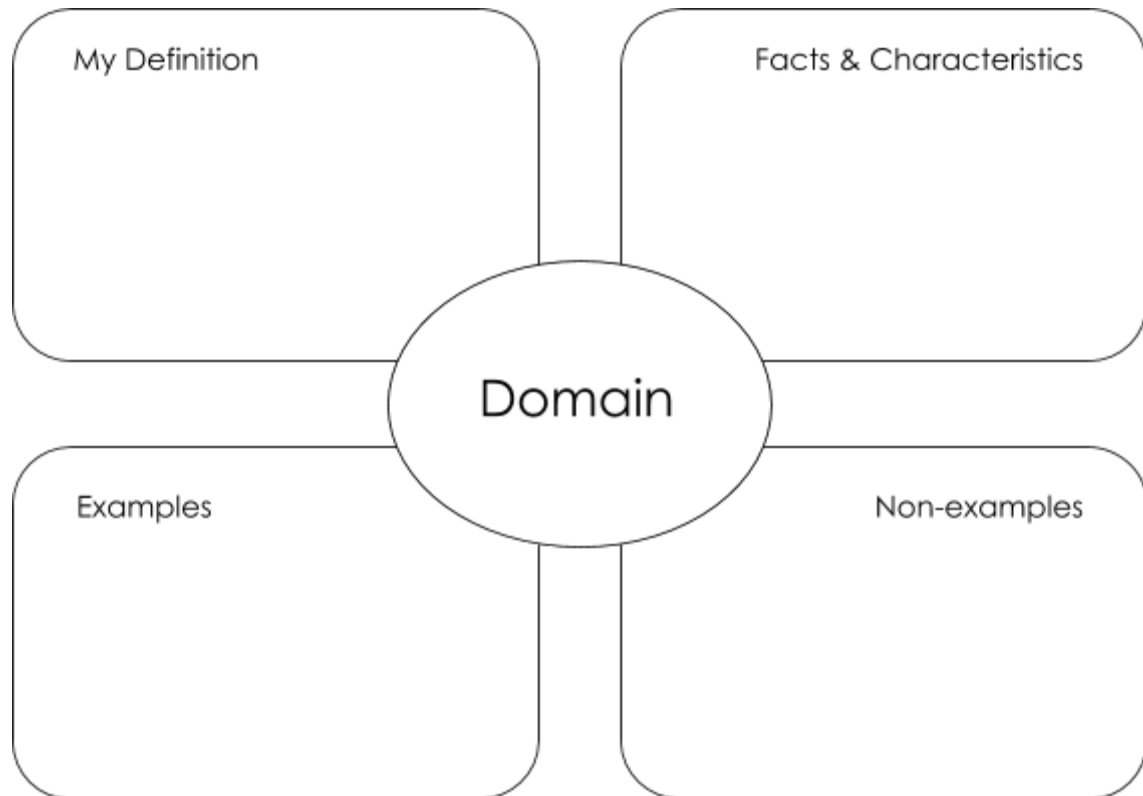 My Definition
Facts & Characteristics
Domain
Examples
Non-examples